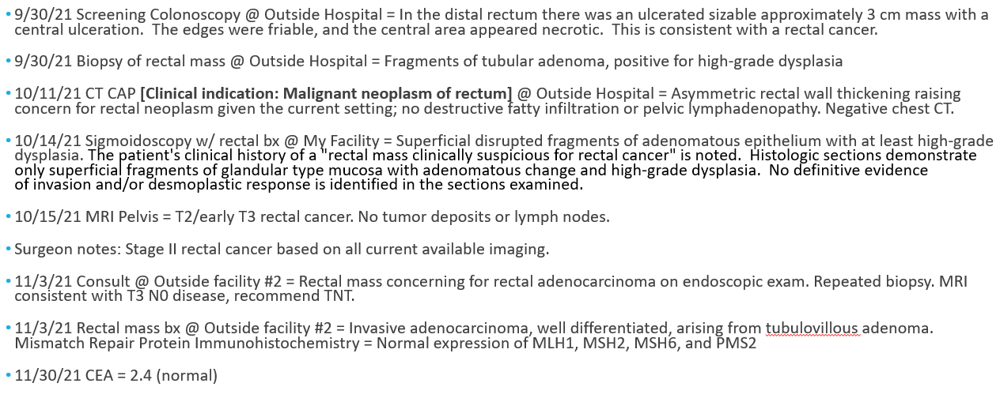 • 9/30/21 Screening Colonoscopy @ Outside Hospital = In the distal rectum there was an ulcerated sizable approximately 3 cm mass with a
central ulceration.  The edges were friable, and the central area appeared necrotic.  This is consistent with a rectal cancer.
• 9/30/21 Biopsy of rectal mass @ Outside Hospital = Fragments of tubular adenoma, positive for high-grade dysplasia
• 10/11/21 CT CAP [Clinical indication: Malignant neoplasm of rectum] @ Outside Hospital = Asymmetric rectal wall thickening raising
concern for rectal neoplasm given the current setting; no destructive fatty infiltration or pelvic lymphadenopathy. Negative chest CT.
• 10/14/21 Sigmoidoscopy w/ rectal bx @ My Facility = Superficial disrupted fragments of adenomatous epithelium with at least high-grade
dysplasia. The patient's clinical history of a "rectal mass clinically suspicious for rectal cancer" is noted.  Histologic sections demonstrate
only superficial fragments of glandular type mucosa with adenomatous change and high-grade dysplasia.  No definitive evidence
of invasion and/or desmoplastic response is identified in the sections examined.
• 10/15/21 MRI Pelvis = T2/early T3 rectal cancer. No tumor deposits or lymph nodes.
• Surgeon notes: Stage II rectal cancer based on all current available imaging.
• 11/3/21 Consult @ Outside facility #2 = Rectal mass concerning for rectal adenocarcinoma on endoscopic exam. Repeated biopsy. MRI
consistent with T3 N0 disease, recommend TNT.
• 11/3/21 Rectal mass bx @ Outside facility #2 = Invasive adenocarcinoma, well differentiated, arising from tubulovillous adenoma.
Mismatch Repair Protein Immunohistochemistry = Normal expression of MLH1, MSH2, MSH6, and PMS2
• 11/30/21 CEA = 2.4 (normal)